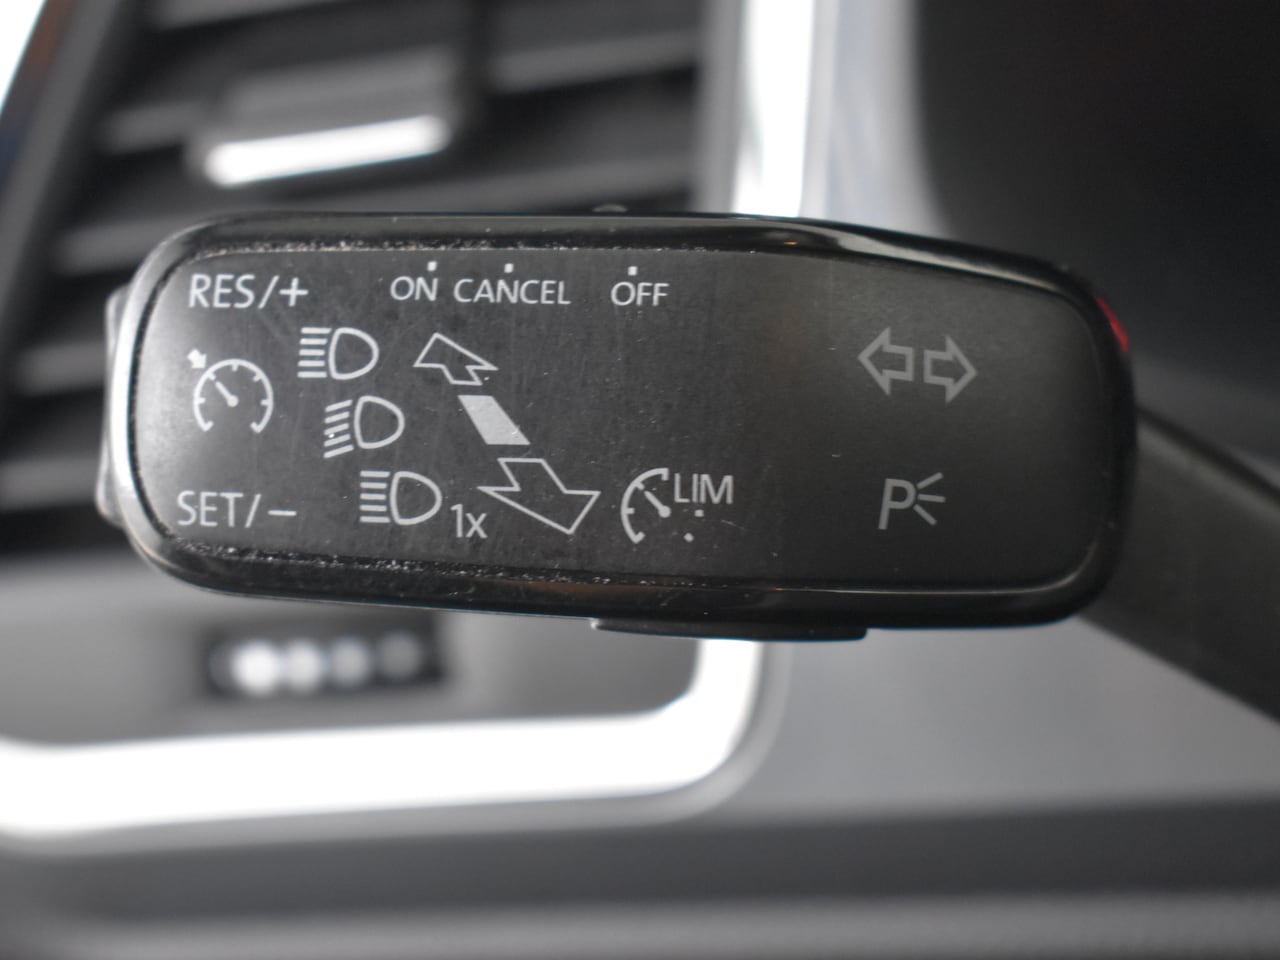 RES/+ ON CANCEL OFF
1x LIM
SET/−
P